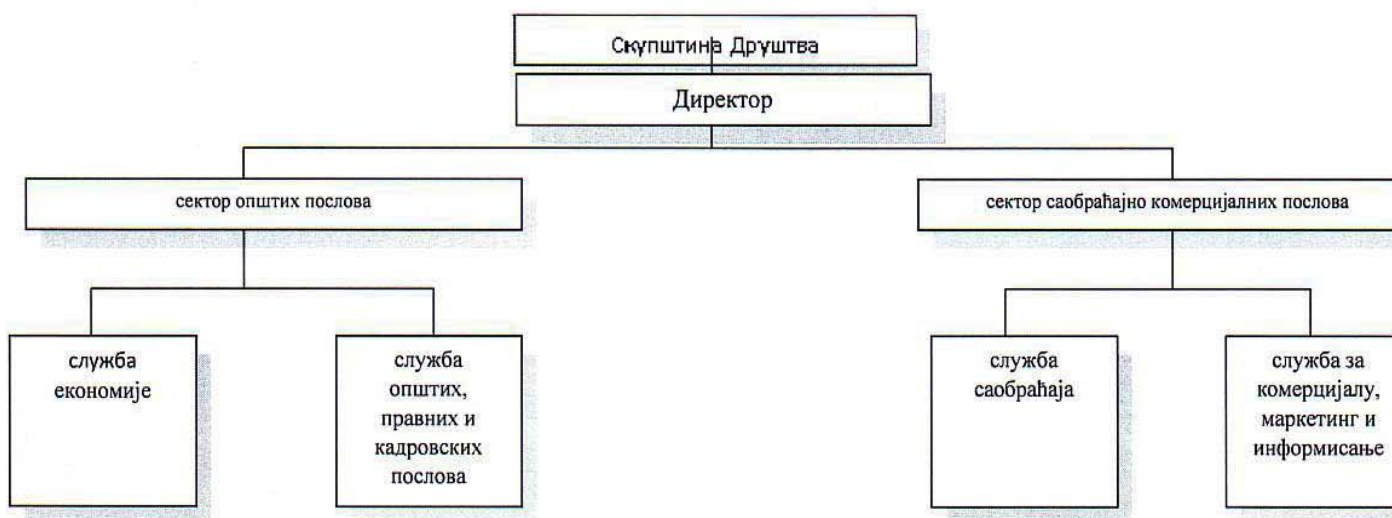 Скупштина Друштва
Директор
сектор општих послова
сектор саобраћајно комерцијалних послова
служба
економије
служба
општих,
правних и
кадровских
послова
служба
саобраћаја
служба за
комерцијалу,
маркетинг и
информисање